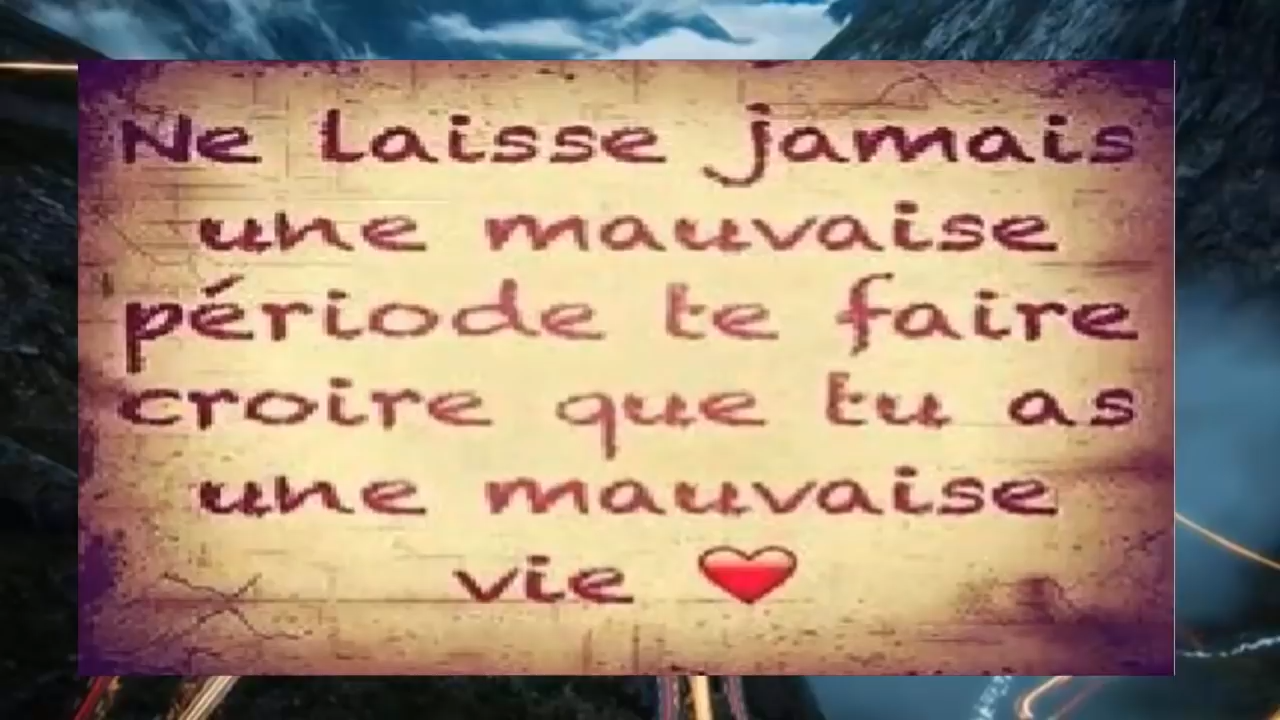 Ne laisse jamais
une mauvaise
période te faire
croire que tu as
une mauvaise
vie ❤